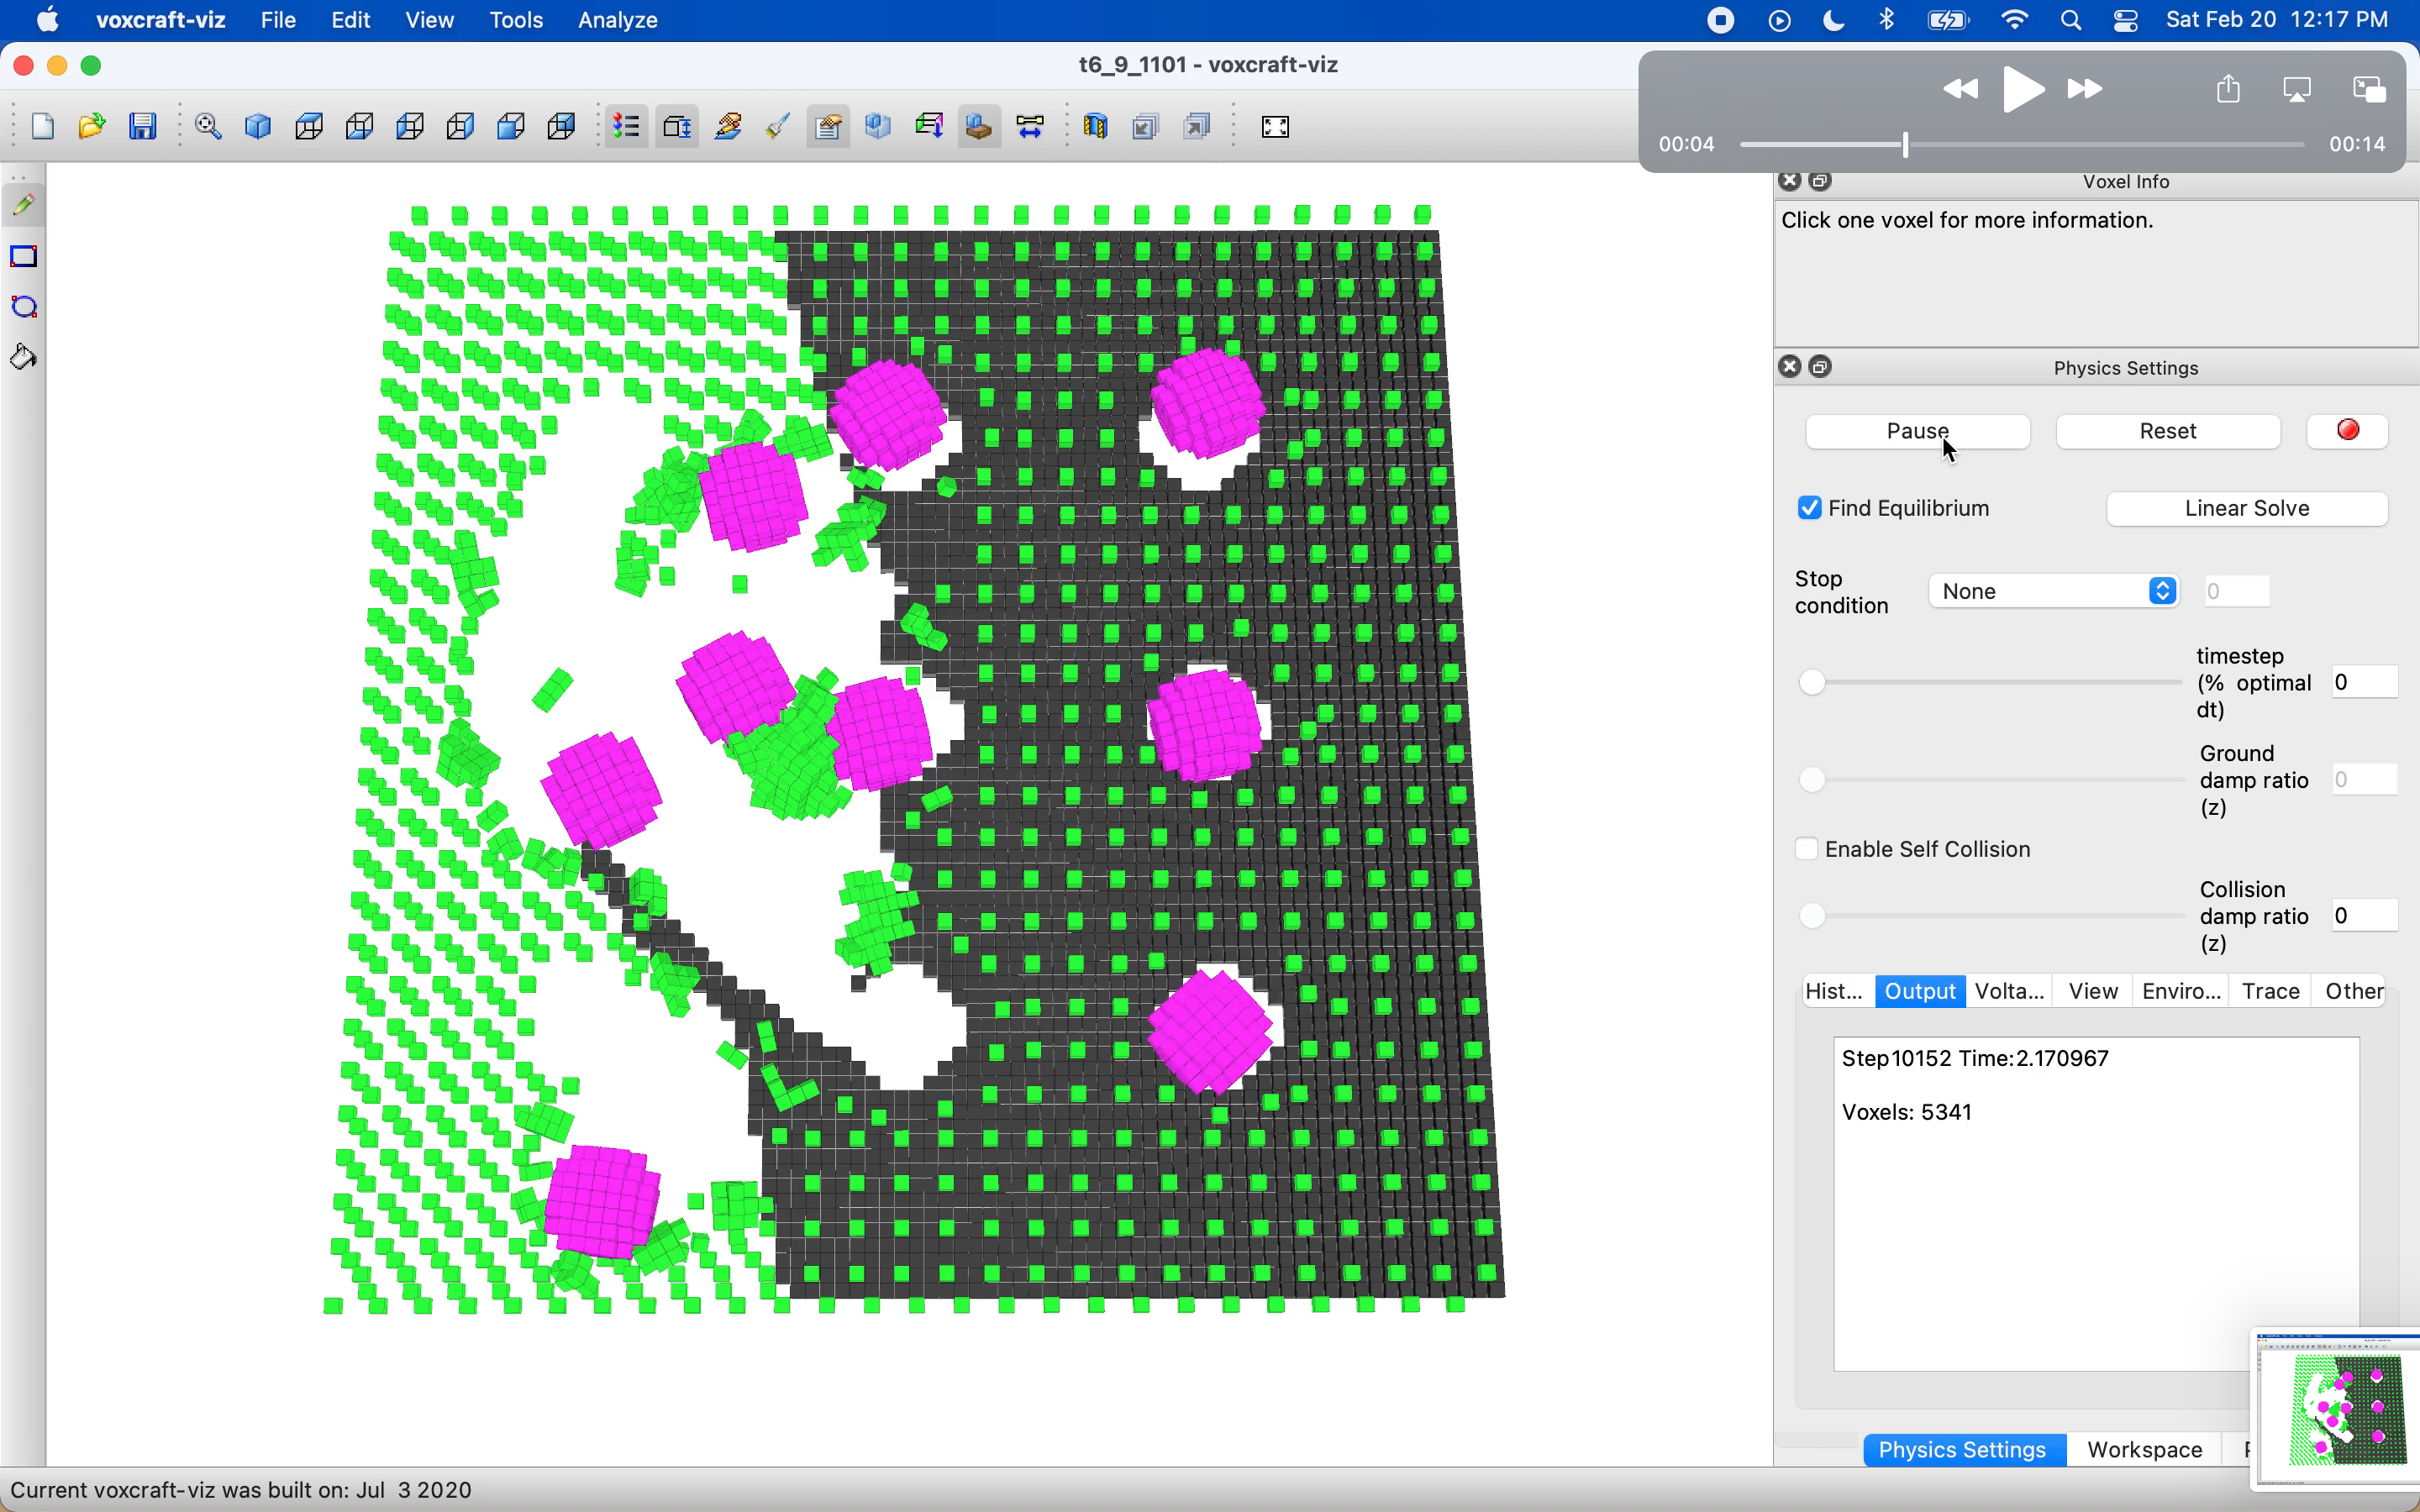 voxcraft-viz File Edit View Tools Analyze Sat Feb 20 12:17 PM
t6_9_1101 - voxcraft-viz
00:04 00:14
Voxel Info
Click one voxel for more information.
Physics Settings
Pause Reset
Find Equilibrium Linear Solve
Stop
condition
None 0
timestep
(% optimal
dt)
0
Ground
damp ratio
(z)
0
Enable Self Collision
Collision
damp ratio
(z)
0
Hist... Output Volta... View Enviro... Trace Other
Step10152 Time:2.170967
Voxels: 5341
Physics Settings Workspace
Current voxcraft-viz was built on: Jul 3 2020